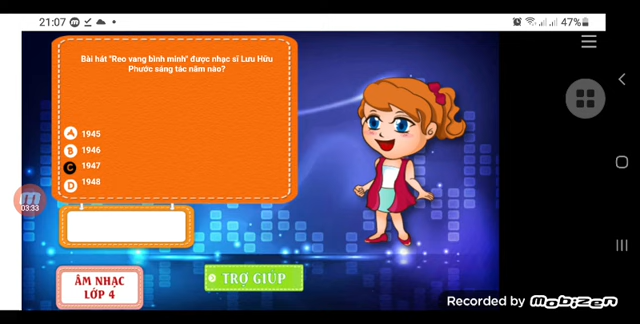 21:07
47%
Bài hát "Reo vang bình minh" được nhạc sĩ Lưu Hữu
Phước sáng tác năm nào?
A 1945
B 1946
C 1947
D 1948
03:33
ÂM NHẠC
LỚP 4
TRỢ GIÚP
Recorded by Mobizen